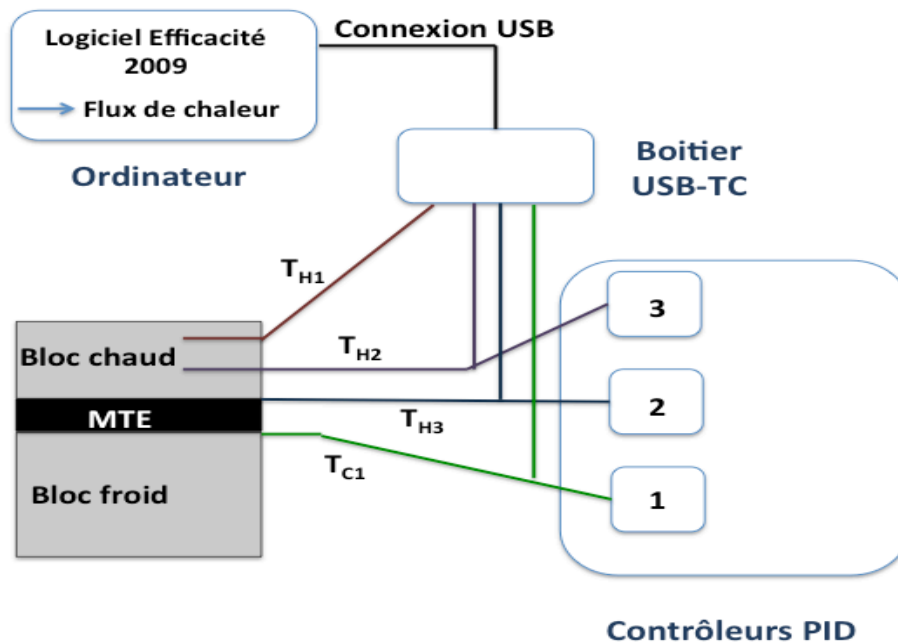 Logiciel Efficacité
2009
Flux de chaleur
Connexion USB
Ordinateur
Boitier
USB-TC
TH1
TH2
TH3
TC1
Bloc chaud
MTE
Bloc froid
3
2
1
Contrôleurs PID